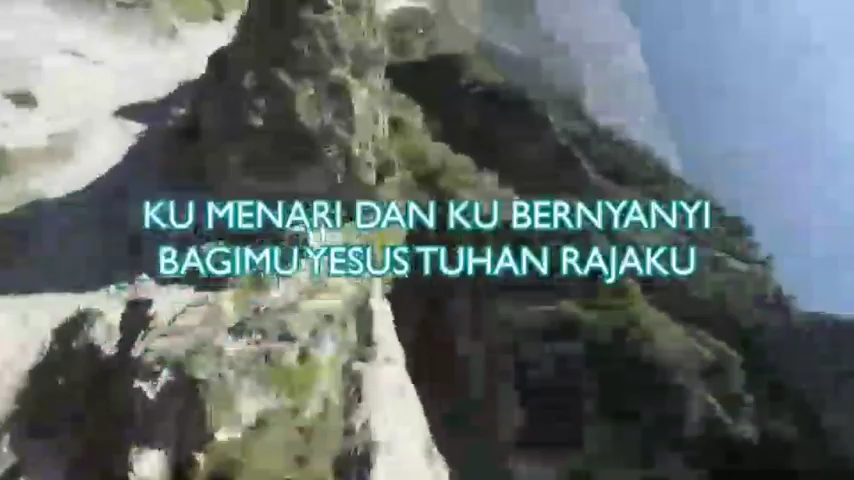 KU MENARI DAN KU BERNYANYI
BAGIMU YESUS TUHAN RAJAKU